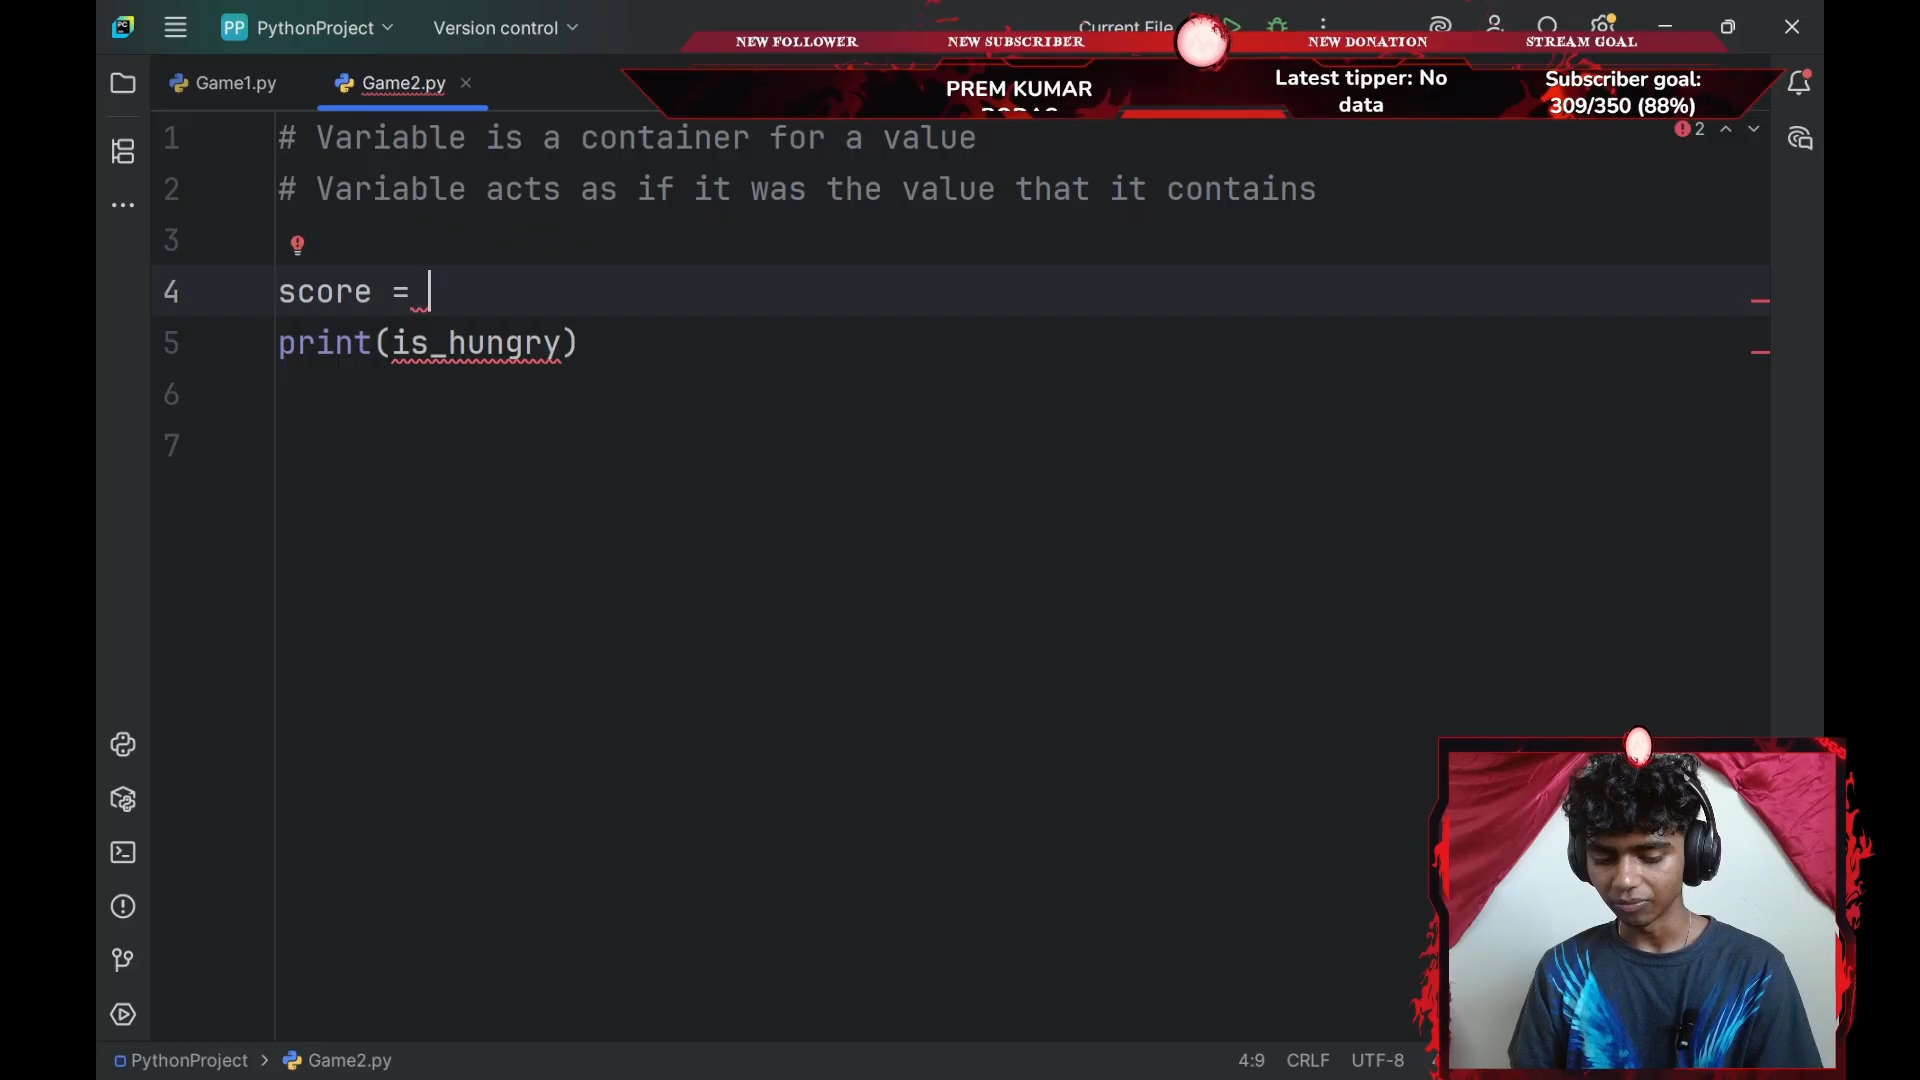 PP PythonProject Version control Current File
NEW FOLLOWER NEW SUBSCRIBER NEW DONATION STREAM GOAL
Game1.py Game2.py
PREM KUMAR
Latest tipper: No
data
Subscriber goal:
309/350 (88%)
2
1 # Variable is a container for a value
2 # Variable acts as if it was the value that it contains
3
4 score =
5 print(is_hungry)
6
7
PythonProject > Game2.py 4:9 CRLF UTF-8